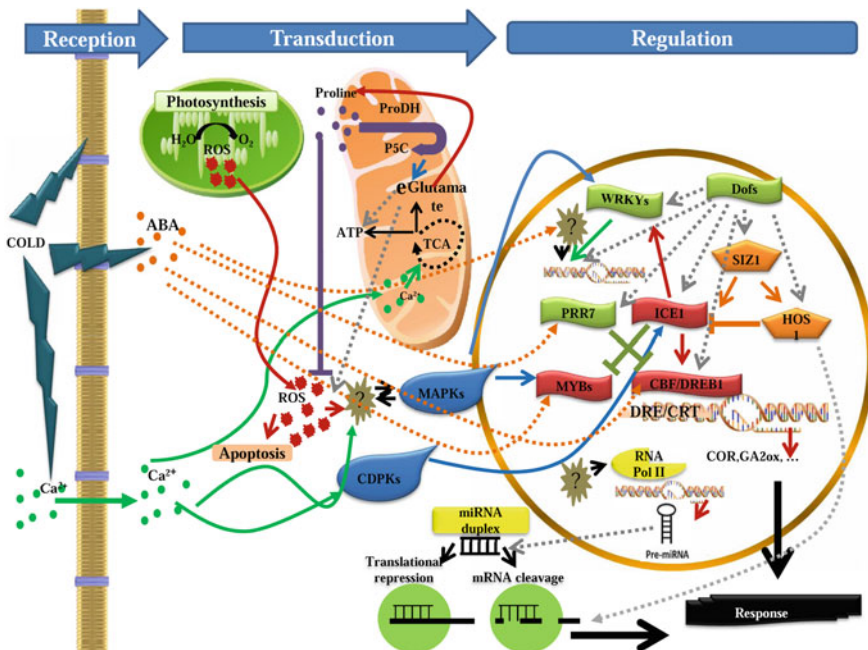 Reception
Transduction
Regulation
Photosynthesis
H₂O
O₂
ROS
Proline
ProDH
P5C
eGlutama
te
ATP
TCA
Ca²⁺
COLD
ABA
ROS
Apoptosis
?
MAPKs
CDPKs
Ca²⁺
Ca²⁺
WRKYs
Dofs
?
SIZ1
PRR7
ICE1
HOS
1
MYBs
CBF/DREB1
DRE/CRT
COR,GA2ox, ...
?
RNA
Pol II
Pre-miRNA
miRNA
duplex
Translational
repression
mRNA cleavage
Response